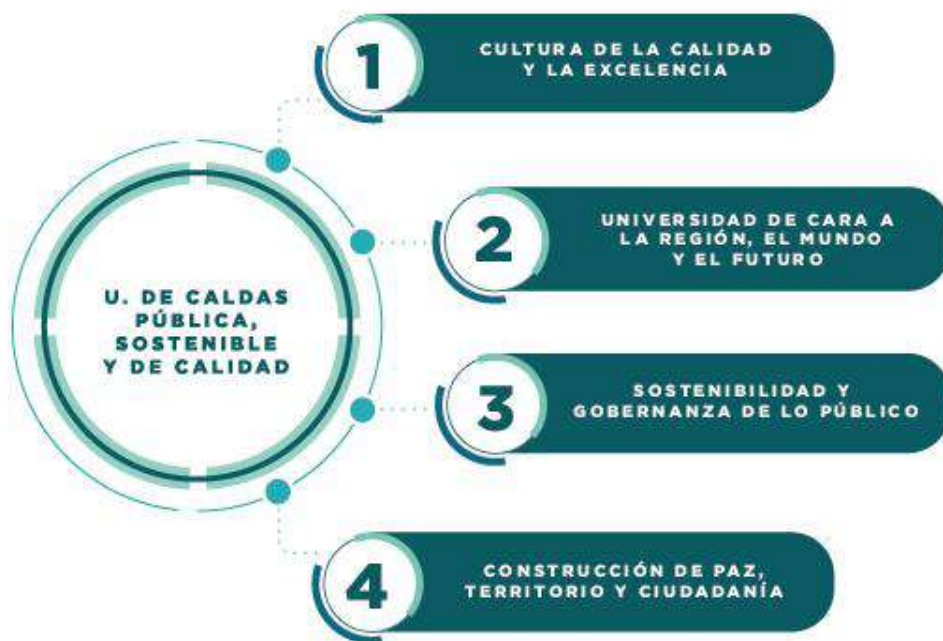 1
CULTURA DE LA CALIDAD
Y LA EXCELENCIA
2
UNIVERSIDAD DE CARA A
LA REGIÓN, EL MUNDO
Y EL FUTURO
U. DE CALDAS
PÚBLICA,
SOSTENIBLE
Y DE CALIDAD
3
SOSTENIBILIDAD Y
GOBERNANZA DE LO PÚBLICO
4
CONSTRUCCIÓN DE PAZ,
TERRITORIO Y CIUDADANÍA